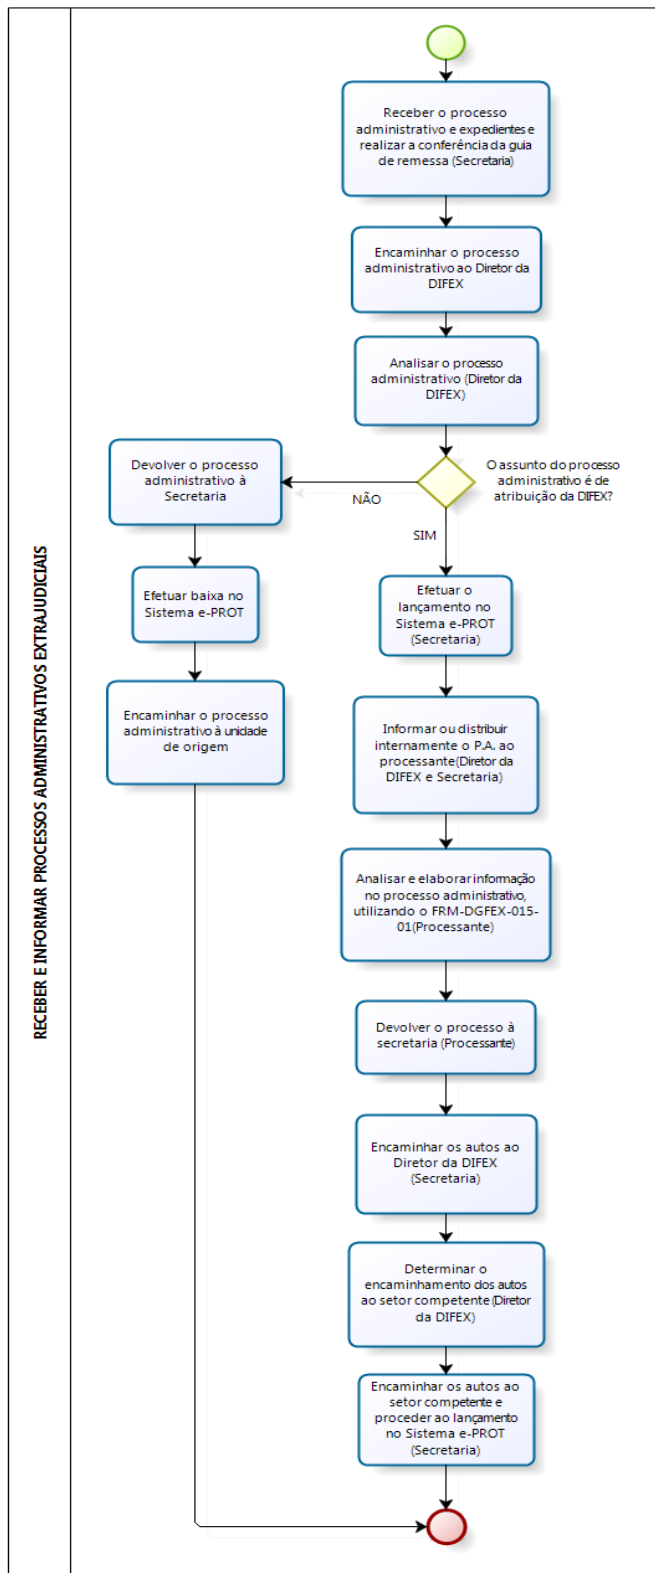 RECEBER E INFORMAR PROCESSOS ADMINISTRATIVOS EXTRAJUDICIAIS
Receber o processo
administrativo e expedientes e
realizar a conferência da guia
de remessa (Secretaria)
Encaminhar o processo
administrativo ao Diretor da
DIFEX
Analisar o processo
administrativo (Diretor da
DIFEX)
O assunto do processo
administrativo é de
atribuição da DIFEX?
NÃO
SIM
Devolver o processo
administrativo à
Secretaria
Efetuar baixa no
Sistema e-PROT
Encaminhar o processo
administrativo à unidade
de origem
Efetuar o
lançamento no
Sistema e-PROT
(Secretaria)
Informar ou distribuir
internamente o P.A. ao
processante(Diretor da
DIFEX e Secretaria)
Analisar e elaborar informação
no processo administrativo,
utilizando o FRM-DGFEX-015-
01(Processante)
Devolver o processo à
secretaria (Processante)
Encaminhar os autos ao
Diretor da DIFEX
(Secretaria)
Determinar o
encaminhamento dos autos
ao setor competente (Diretor
da DIFEX)
Encaminhar os autos ao
setor competente e
proceder ao lançamento
no Sistema e-PROT
(Secretaria)